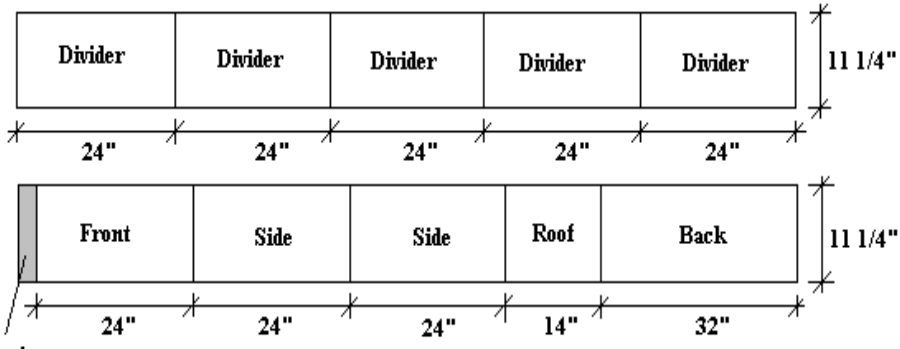 Divider Divider Divider Divider Divider 11 1/4"
24" 24" 24" 24" 24"
Front Side Side Roof Back 11 1/4"
24" 24" 24" 14" 32"